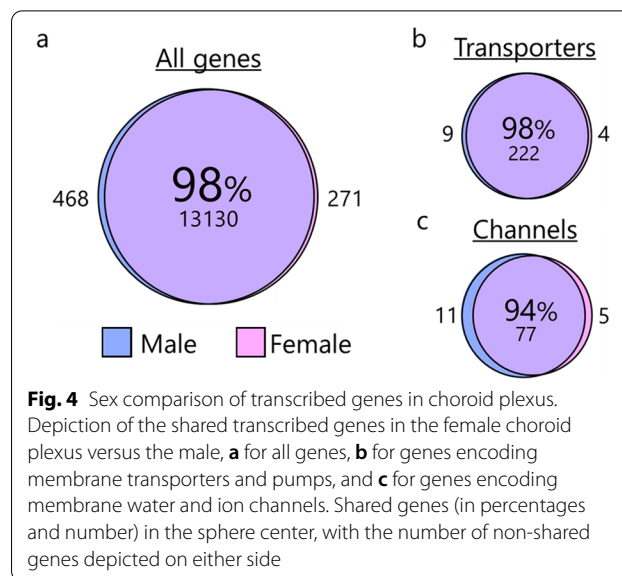 a
All genes
468
98%
13130
271
b
Transporters
9
98%
222
4
c
Channels
11
94%
77
5
Male
Female
Fig. 4 Sex comparison of transcribed genes in choroid plexus.
Depiction of the shared transcribed genes in the female choroid
plexus versus the male, a for all genes, b for genes encoding
membrane transporters and pumps, and c for genes encoding
membrane water and ion channels. Shared genes (in percentages
and number) in the sphere center, with the number of non-shared
genes depicted on either side